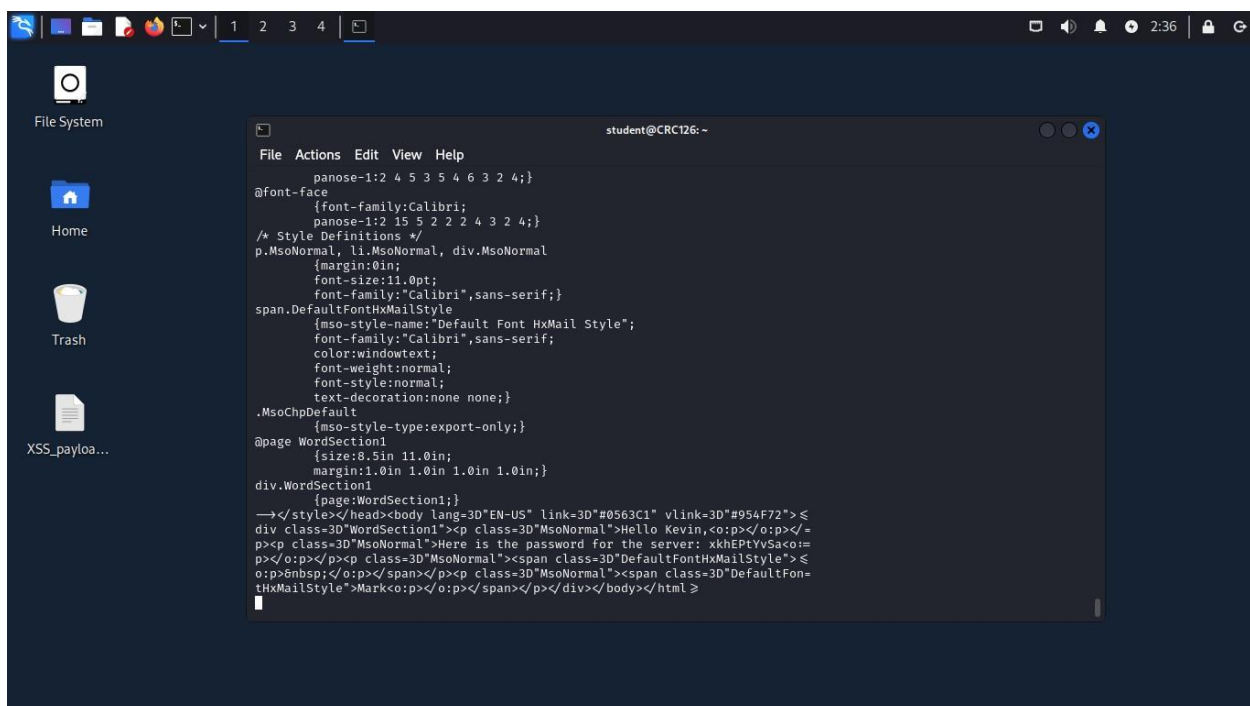 1 2 3 4 2:36
File System
Home
Trash
XSS_payloa...
student@CRC126: ~
File Actions Edit View Help
panose-1:2 4 5 3 5 4 6 3 2 4;}
@font-face
{font-family:Calibri;
panose-1:2 15 5 2 2 2 4 3 2 4;}
/* Style Definitions */
p.MsoNormal, li.MsoNormal, div.MsoNormal
{margin:0in;
font-size:11.0pt;
font-family:"Calibri",sans-serif;}
span.DefaultFontHxMailStyle
{mso-style-name:"Default Font HxMail Style";
font-family:"Calibri",sans-serif;
color:windowtext;
font-weight:normal;
font-style:normal;
text-decoration:none none;}
.MsoChpDefault
{mso-style-type:export-only;}
@page WordSection1
{size:8.5in 11.0in;
margin:1.0in 1.0in 1.0in 1.0in;}
div.WordSection1
{page:WordSection1;}
--></style></head><body lang=3D"EN-US" link=3D"#0563C1" vlink=3D"#954F72"><=
div class=3D"WordSection1"><p class=3D"MsoNormal">Hello Kevin,<o:p></o:p></=
p><p class=3D"MsoNormal">Here is the password for the server: xkhEPtYvSa<o:=
p></o:p></p><p class=3D"MsoNormal"><span class=3D"DefaultFontHxMailStyle"><=
o:p>&nbsp;</o:p></span></p><p class=3D"MsoNormal"><span class=3D"DefaultFon=
tHxMailStyle">Mark<o:p></o:p></span></p></div></body></html>=